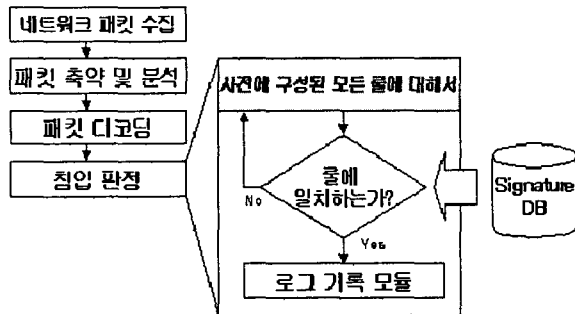 네트워크 패킷 수집
패킷 축약 및 분석
패킷 디코딩
침입 판정
사전에 구성된 모든 룰에 대해서
룰에
일치하는가?
No
Yes
로그 기록 모듈
Signature
DB